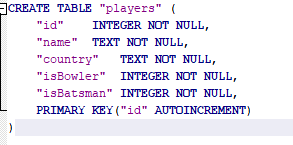 CREATE TABLE "players" (
"id" INTEGER NOT NULL,
"name" TEXT NOT NULL,
"country" TEXT NOT NULL,
"isBowler" INTEGER NOT NULL,
"isBatsman" INTEGER NOT NULL,
PRIMARY KEY("id" AUTOINCREMENT)
)